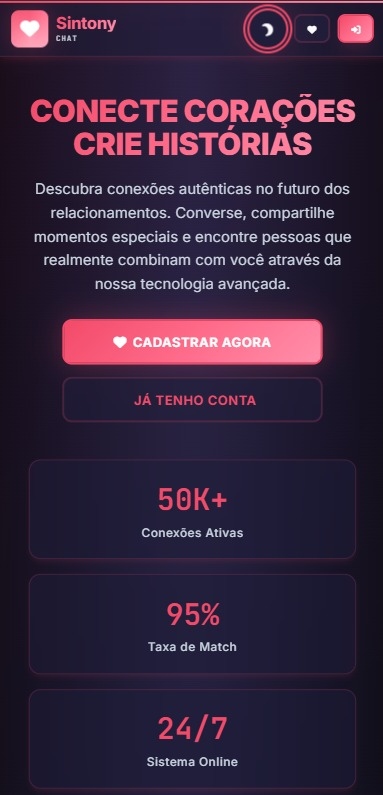 Sintony
CHAT
CONECTE CORAÇÕES
CRIE HISTÓRIAS
Descubra conexões autênticas no futuro dos
relacionamentos. Converse, compartilhe
momentos especiais e encontre pessoas que
realmente combinam com você através da
nossa tecnologia avançada.
CADASTRAR AGORA
JÁ TENHO CONTA
50K+
Conexões Ativas
95%
Taxa de Match
24/7
Sistema Online